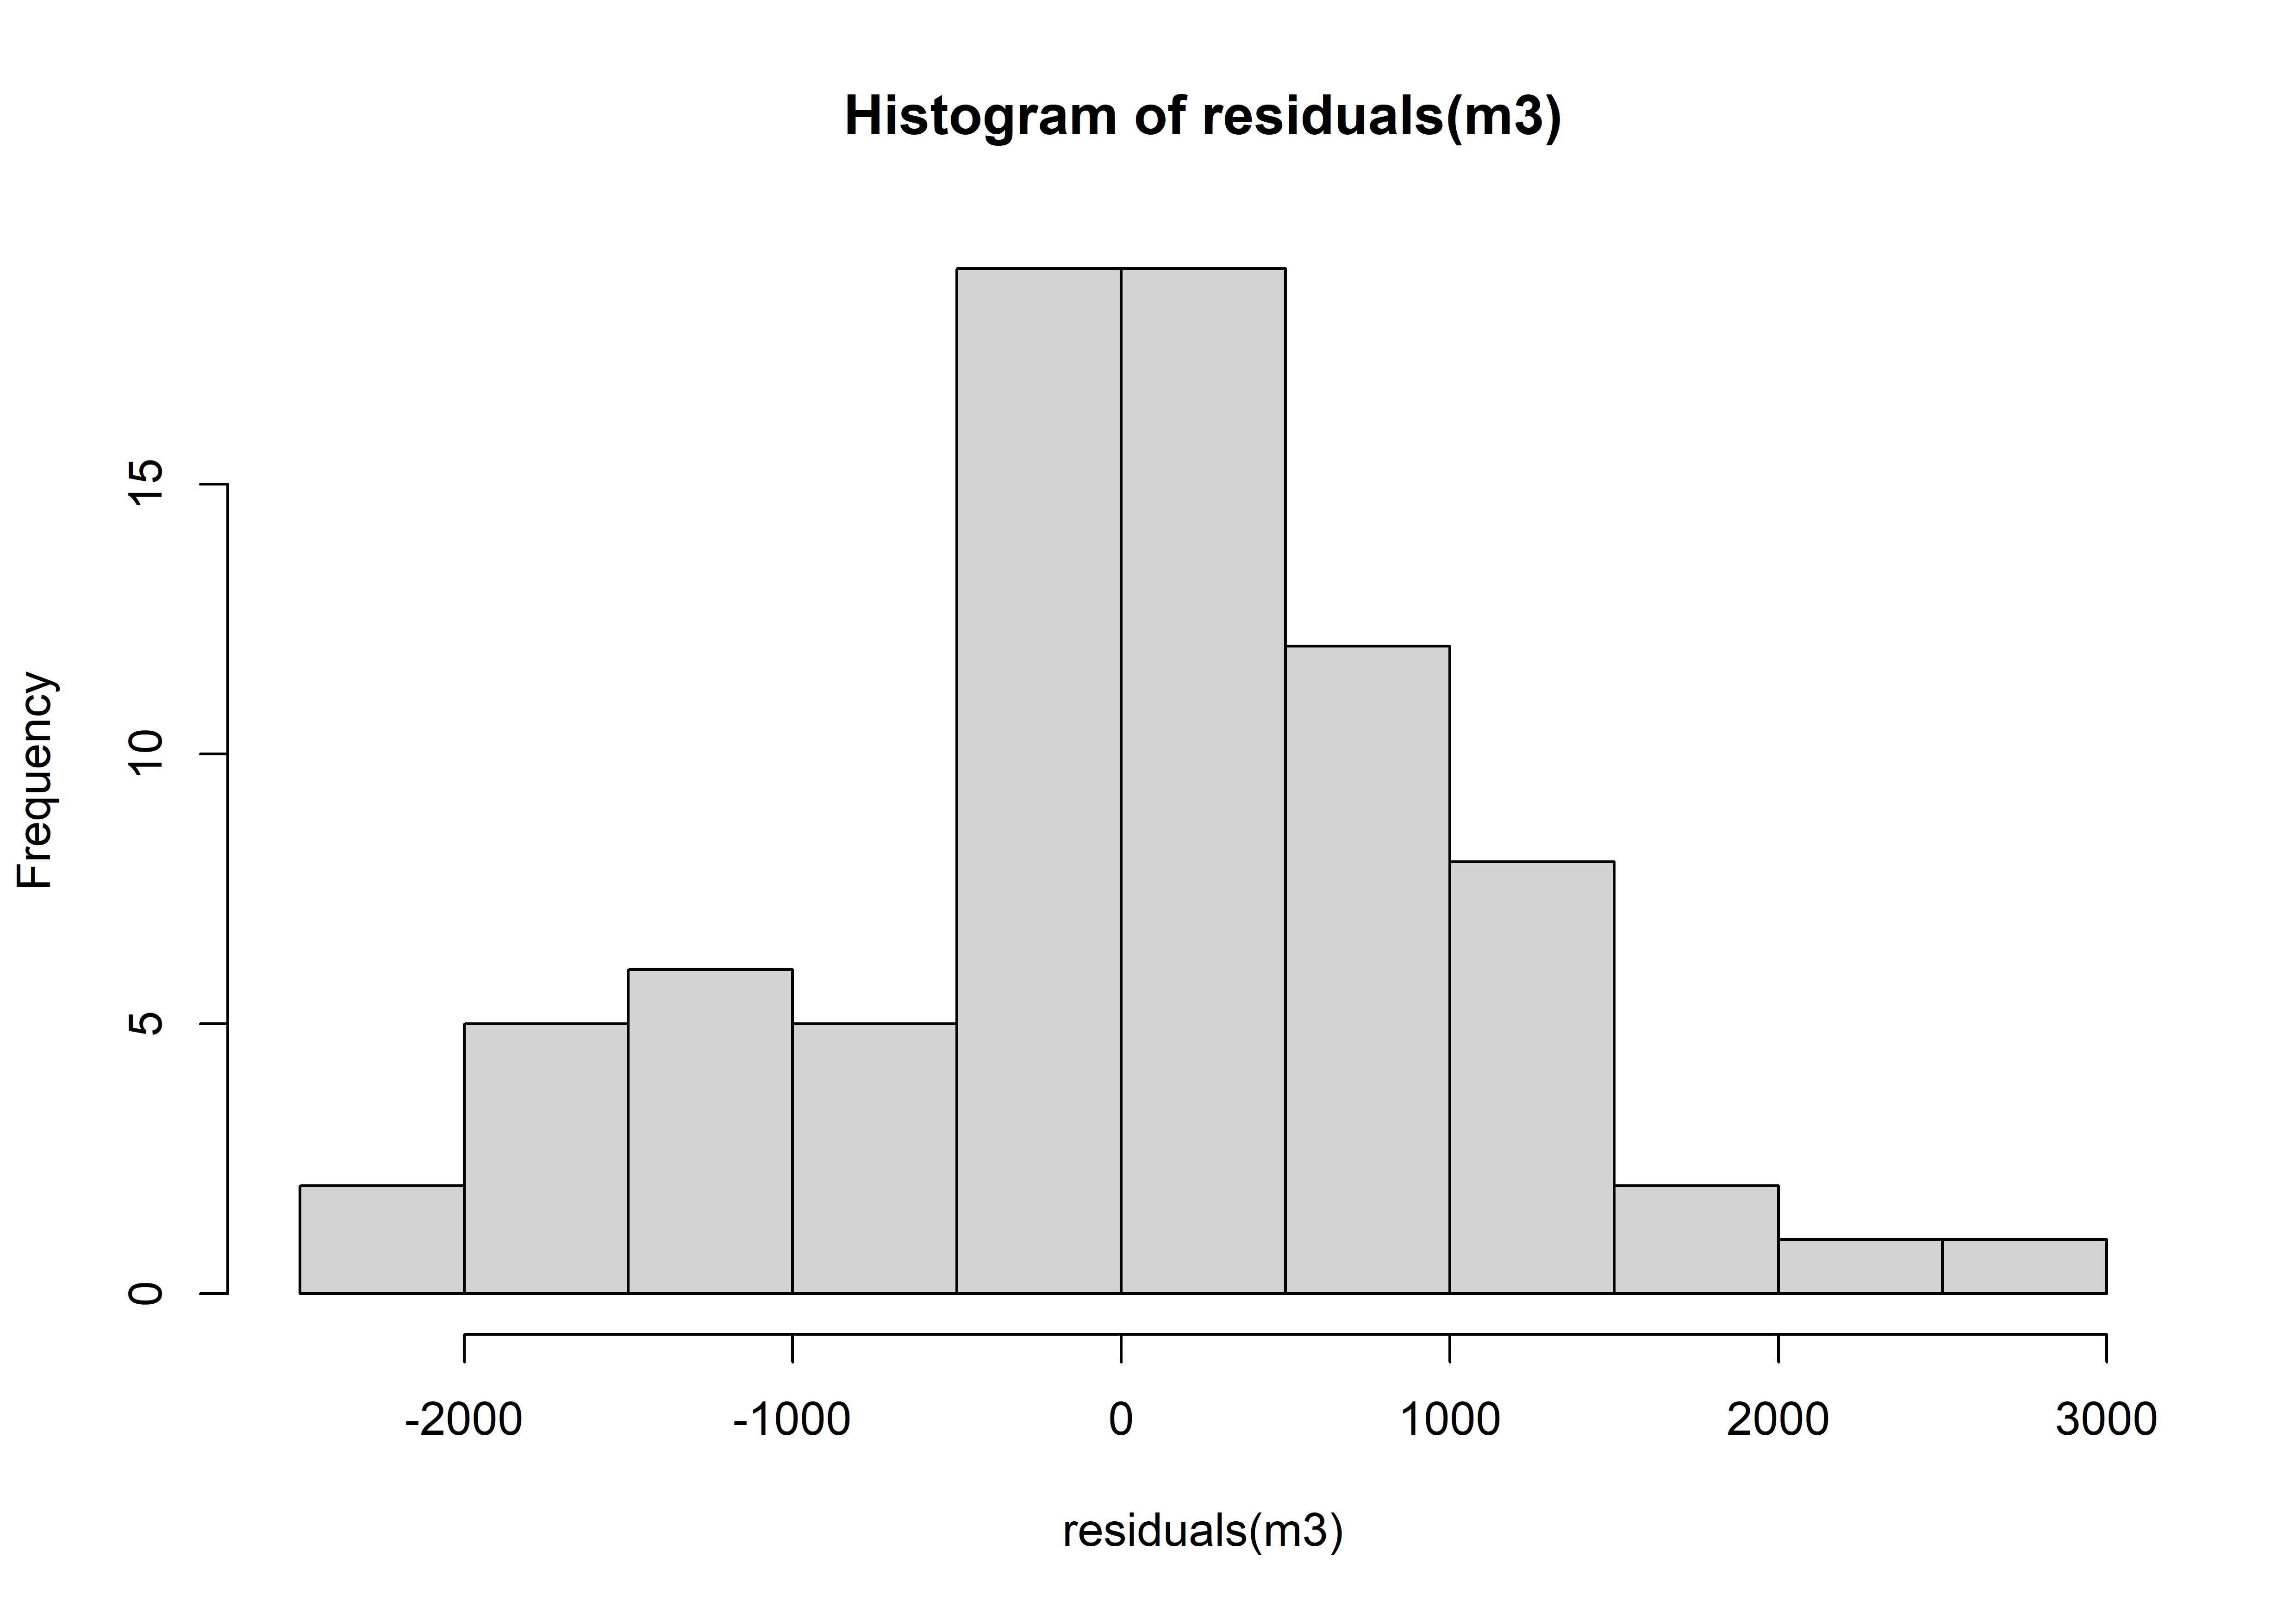 Histogram of residuals(m3)
Frequency
15
10
5
0
-2000 -1000 0 1000 2000 3000
residuals(m3)